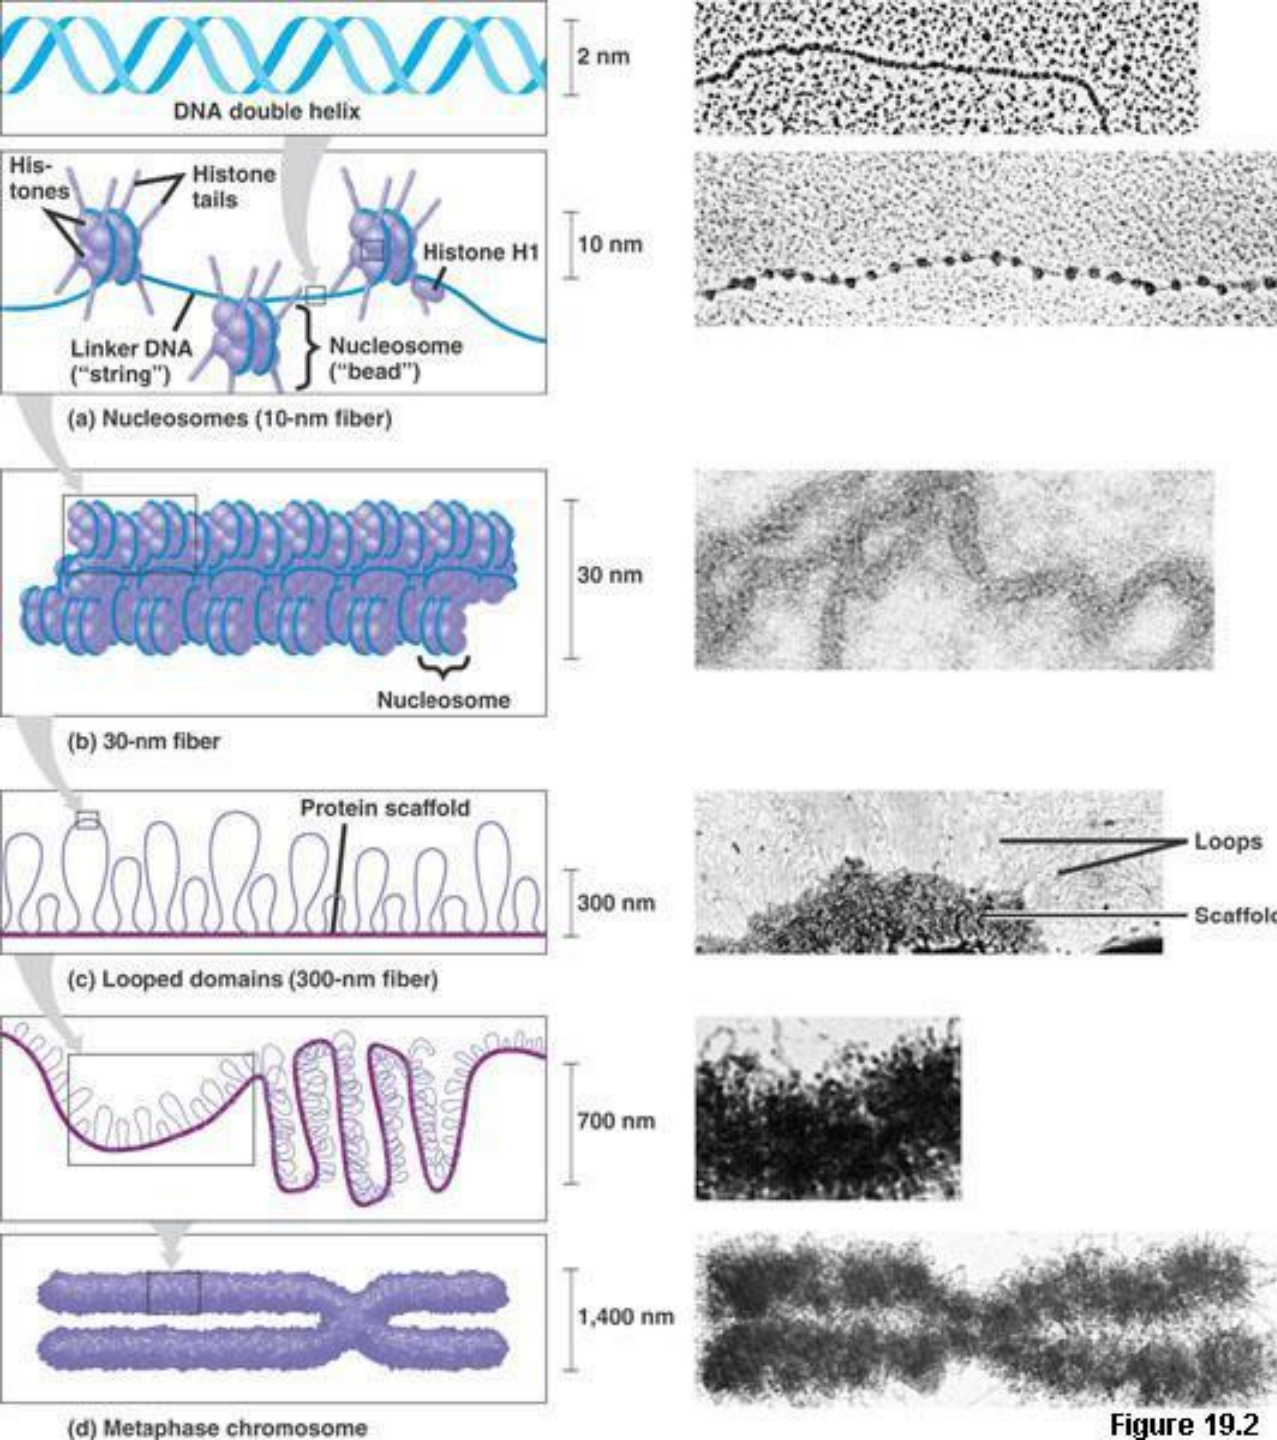 2 nm
DNA double helix
His-
tones
Histone
tails
10 nm
Histone H1
Linker DNA
(“string”)
Nucleosome
(“bead”)
(a) Nucleosomes (10-nm fiber)
30 nm
Nucleosome
(b) 30-nm fiber
Protein scaffold
300 nm
Loops
Scaffold
(c) Looped domains (300-nm fiber)
700 nm
1,400 nm
(d) Metaphase chromosome
Figure 19.2